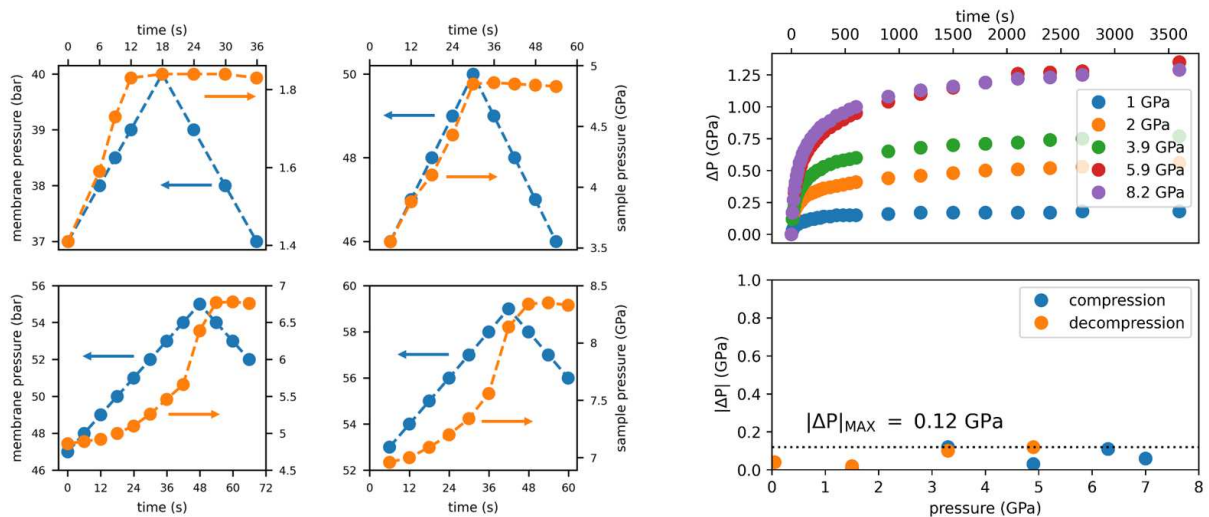 time (s)
0 6 12 18 24 30 36
membrane pressure (bar)
40
39
38
37
1.8
1.6
1.4
time (s)
0 12 24 36 48 60
50
48
46
5
4.5
4
3.5
sample pressure (GPa)
membrane pressure (bar)
56
54
52
50
48
46
7
6.5
6
5.5
5
4.5
0 12 24 36 48 60 72
time (s)
60
58
56
54
52
8.5
8
7.5
7
sample pressure (GPa)
0 12 24 36 48 60
time (s)
time (s)
0 500 1000 1500 2000 2500 3000 3500
ΔP (GPa)
1.25
1.00
0.75
0.50
0.25
0.00
1 GPa
2 GPa
3.9 GPa
5.9 GPa
8.2 GPa
|ΔP| (GPa)
1.0
0.8
0.6
0.4
0.2
0.0
compression
decompression
|ΔP|MAX = 0.12 GPa
0 1 2 3 4 5 6 7 8
pressure (GPa)